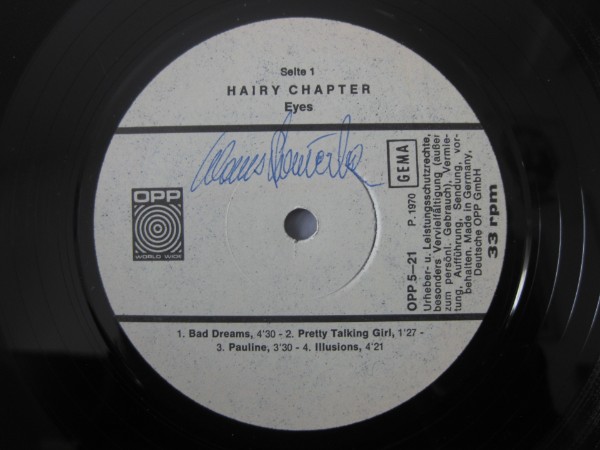 Seite 1
HAIRY CHAPTER
Eyes
OPP
WORLD WIDE
GEMA
P. 1970
OPP 5-21
Urheber- u. Leistungsschutzrechte,
besonders Vervielfältigung (außer
zum persönl. Gebrauch), Vermie-
tung, Aufführung, Sendung, vor-
behalten. Made in Germany,
Deutsche OPP GmbH
33 rpm
1. Bad Dreams, 4'30 - 2. Pretty Talking Girl, 1'27 -
3. Pauline, 3'30 - 4. Illusions, 4'21